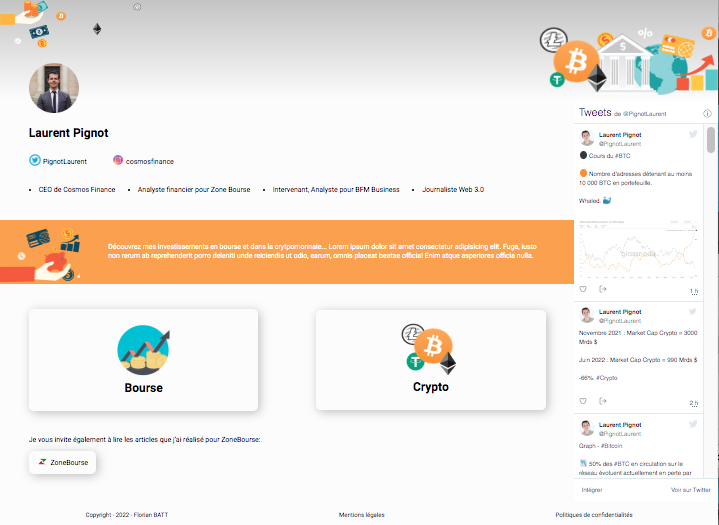 Laurent Pignot
PignotLaurent
cosmosfinance
CEO de Cosmos Finance
Analyste financier pour Zone Bourse
Intervenant, Analyste pour BFM Business
Journaliste Web 3.0
Découvrez mes investissements en bourse et dans la crytpomonnaie... Lorem ipsum dolor sit amet consectetur adipisicing elit. Fuga, iusto
non rerum ab reprehenderit porro deleniti unde reiciendis ut odio, earum, omnis placeat beatae officia! Enim atque asperiores officia nulla.
Bourse
Crypto
Je vous invite également à lire les articles que j'ai réalisé pour ZoneBourse:
ZoneBourse
Tweets de @PignotLaurent
Laurent Pignot
@PignotLaurent
Cours du #BTC
Nombre d'adresses détenant au moins
10 000 BTC en portefeuille.
Whaled.
glassnode
1 h
Laurent Pignot
@PignotLaurent
Novembre 2021 : Market Cap Crypto = 3000
Mrds $
Juin 2022 : Market Cap Crypto = 990 Mrds $
-66%. #Crypto
2 h
Laurent Pignot
@PignotLaurent
Graph - #Bitcoin
50% des #BTC en circulation sur le
réseau évoluent actuellement en perte par
Intégrer
Voir sur Twitter
Copyright - 2022 - Florian BATT
Mentions légales
Politiques de confidentialités